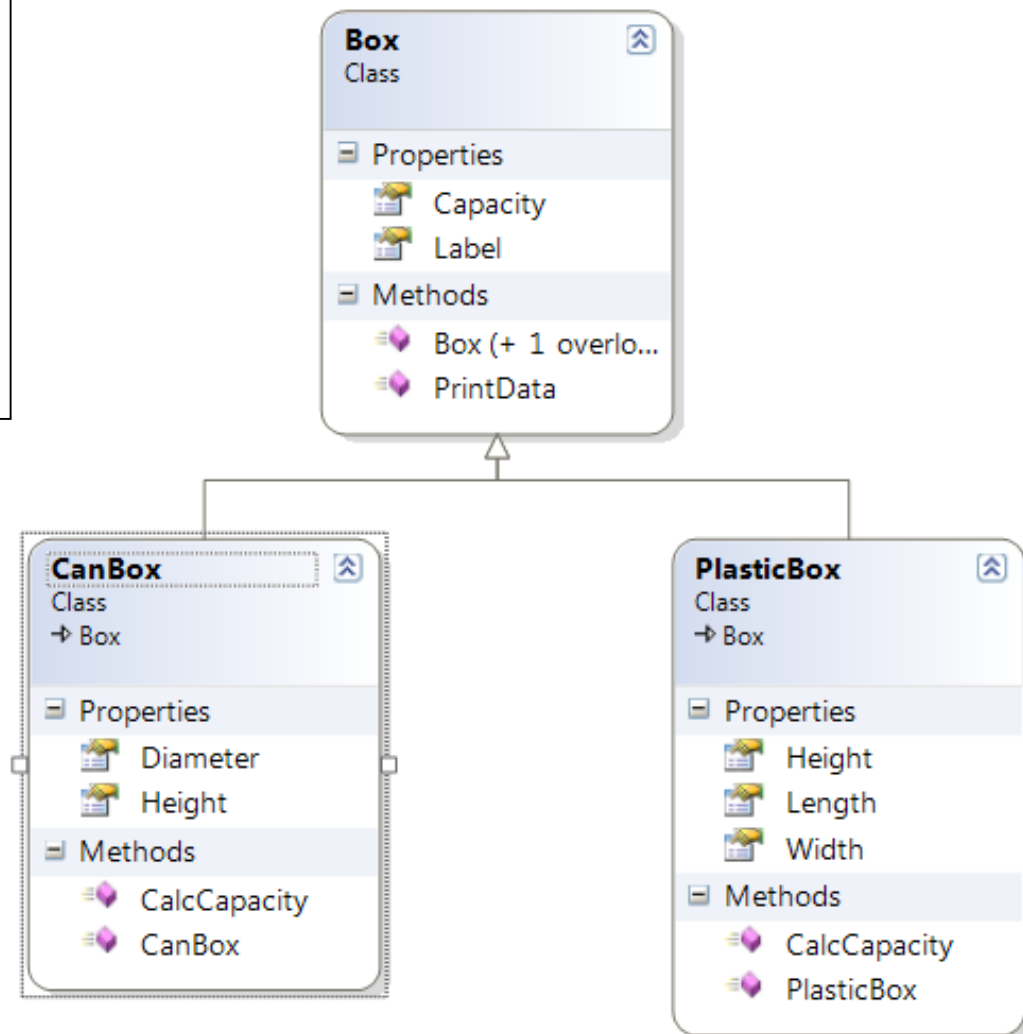 Box
Class
Properties
Capacity
Label
Methods
Box (+ 1 overlo...
PrintData
CanBox
Class
Box
Properties
Diameter
Height
Methods
CalcCapacity
CanBox
PlasticBox
Class
Box
Properties
Height
Length
Width
Methods
CalcCapacity
PlasticBox